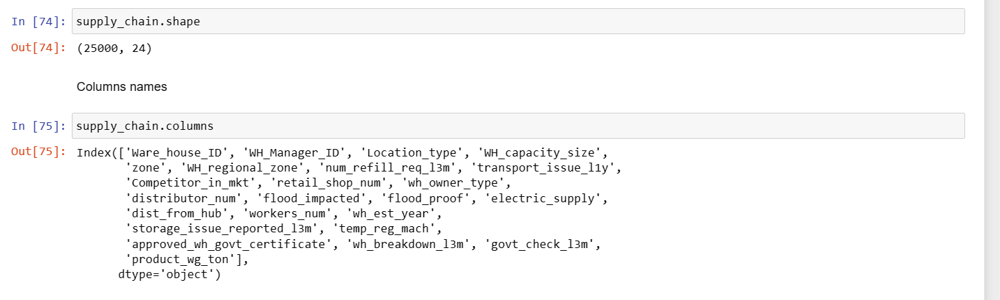 In [74]: supply_chain.shape
Out[74]: (25000, 24)
Columns names
In [75]: supply_chain.columns
Out[75]: Index(['Ware_house_ID', 'WH_Manager_ID', 'Location_type', 'WH_capacity_size',
'zone', 'WH_regional_zone', 'num_refill_req_l3m', 'transport_issue_l1y',
'Competitor_in_mkt', 'retail_shop_num', 'wh_owner_type',
'distributor_num', 'flood_impacted', 'flood_proof', 'electric_supply',
'dist_from_hub', 'workers_num', 'wh_est_year',
'storage_issue_reported_l3m', 'temp_reg_mach',
'approved_wh_govt_certificate', 'wh_breakdown_l3m', 'govt_check_l3m',
'product_wg_ton'],
dtype='object')